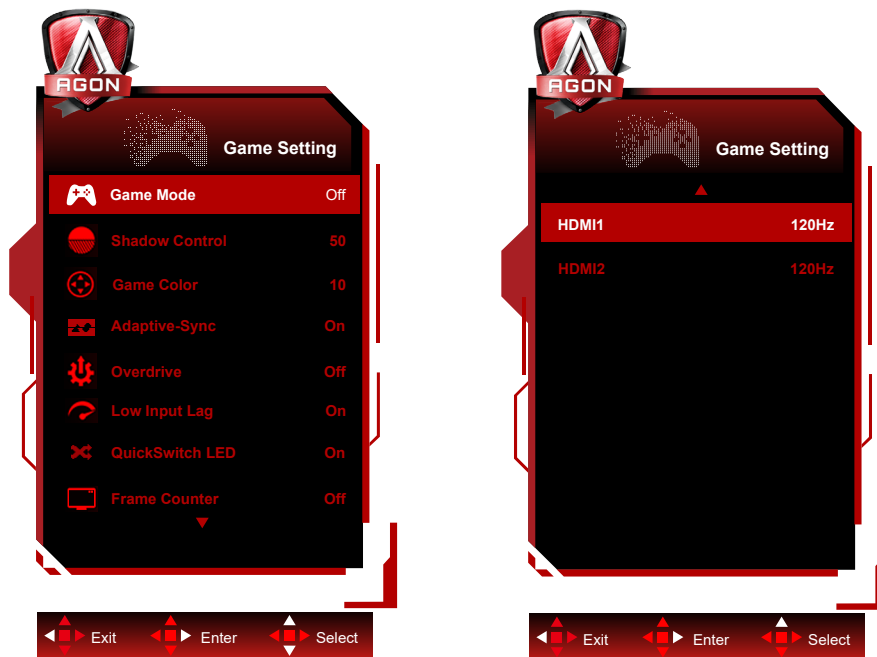 AGON
Game Setting
Game Mode Off
Shadow Control 50
Game Color 10
Adaptive-Sync On
Overdrive Off
Low Input Lag On
QuickSwitch LED On
Frame Counter Off
Exit Enter Select
AGON
Game Setting
HDMI1 120Hz
HDMI2 120Hz
Exit Enter Select